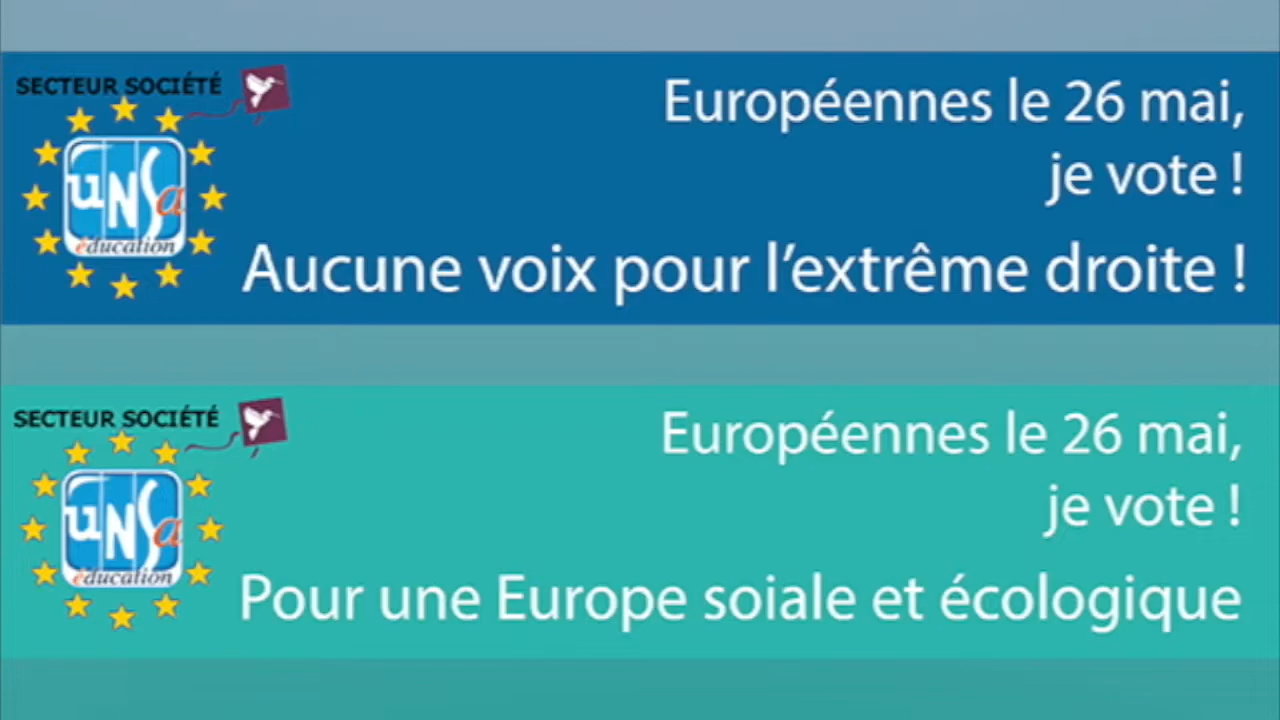 SECTEUR SOCIÉTÉ
Européennes le 26 mai,
je vote !
uNSa
éducation
Aucune voix pour l’extrême droite !
SECTEUR SOCIÉTÉ
Européennes le 26 mai,
je vote !
uNSa
éducation
Pour une Europe soiale et écologique